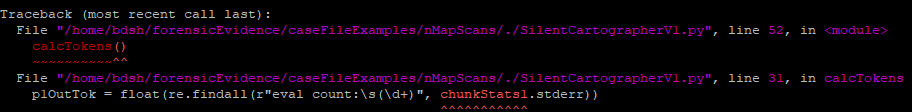 Traceback (most recent call last):
  File "/home/bdsh/forensicEvidence/caseFileExamples/nMapScans/./SilentCartographerV1.py", line 52, in <module>
    calcTokens()
    ~~~~~~~~~~^^
  File "/home/bdsh/forensicEvidence/caseFileExamples/nMapScans/./SilentCartographerV1.py", line 31, in calcTokens
    p1OutTok = float(re.findall(r"eval count:\s(\d+)", chunkStats1.stderr))
                                                       ^^^^^^^^^^^